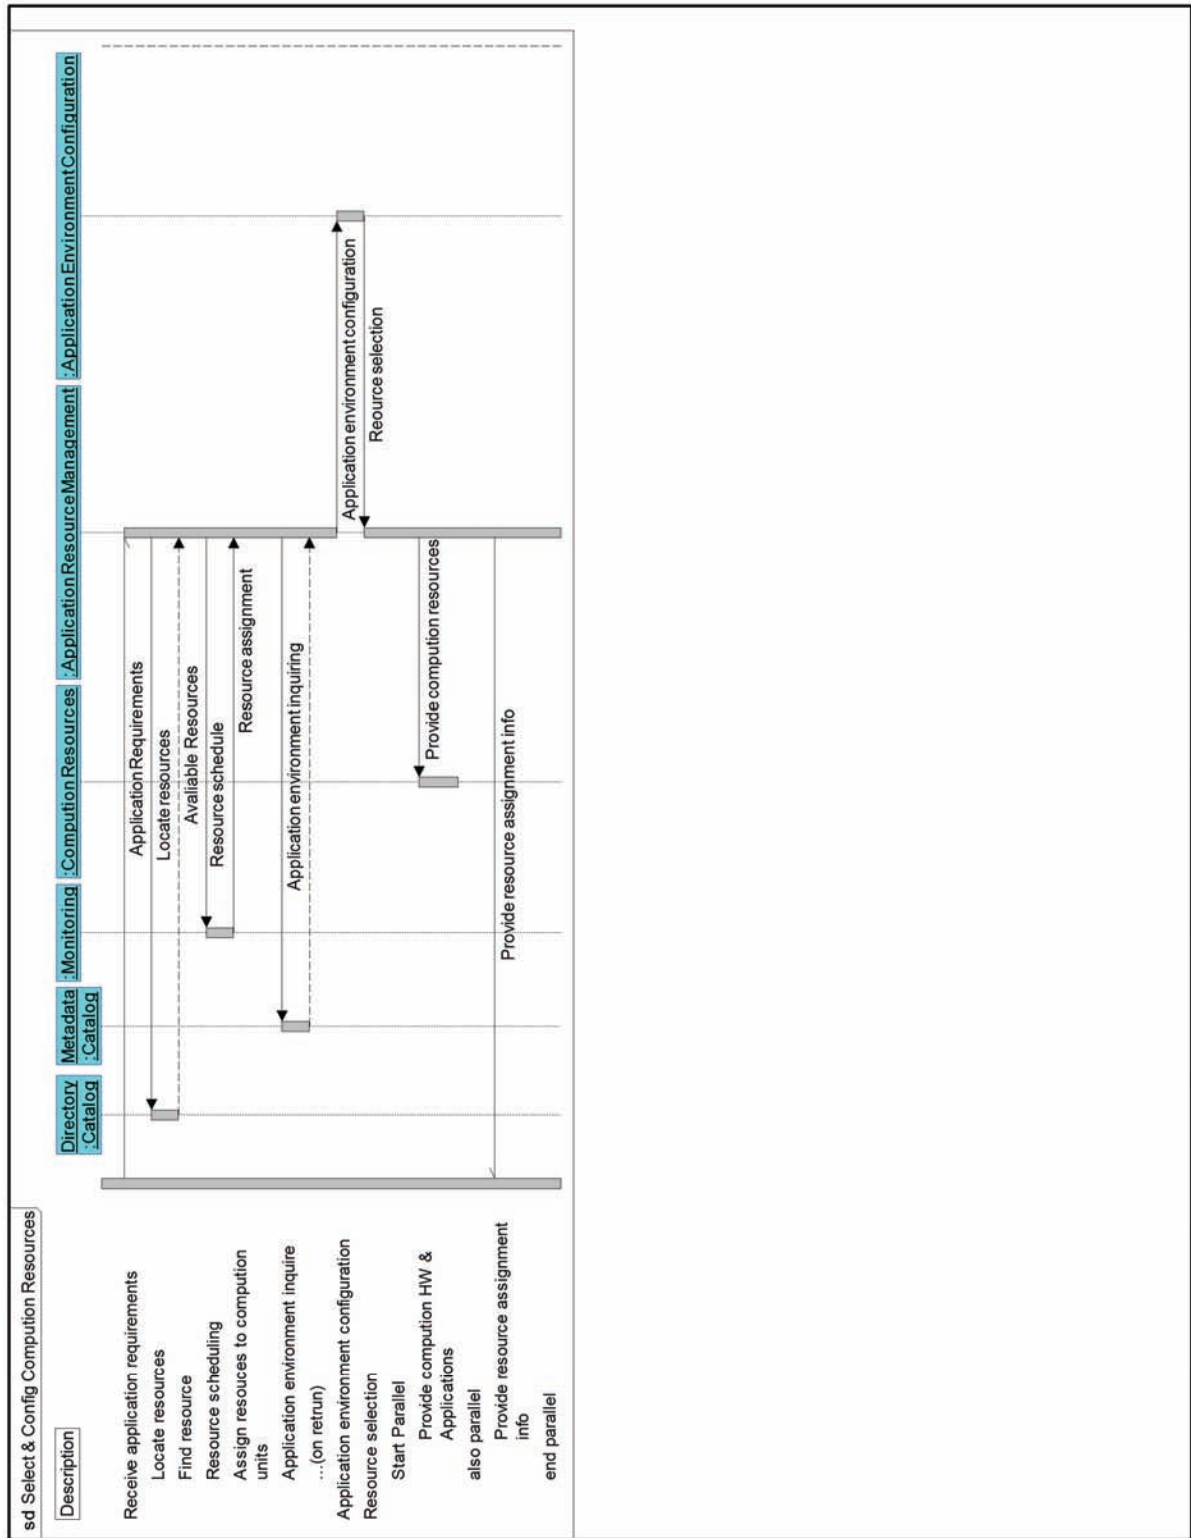 sd Select & Config Compution Resources
Description
Directory
:Catalog
Metadata
:Catalog
:Monitoring
:Compution Resources
:Application Resource Management
:Application Environment Configuration
Receive application requirements
Locate resources
Find resource
Resource scheduling
Assign resouces to compution
units
Application environment inquire
...(on retrun)
Application environment configuration
Resource selection
Start Parallel
Provide compution HW &
Applications
also parallel
Provide resource assignment
info
end parallel
Application Requirements
Locate resources
Avaliable Resources
Resource schedule
Resource assignment
Application environment inquiring
Application environment configuration
Reource selection
Provide compution resources
Provide resource assignment info